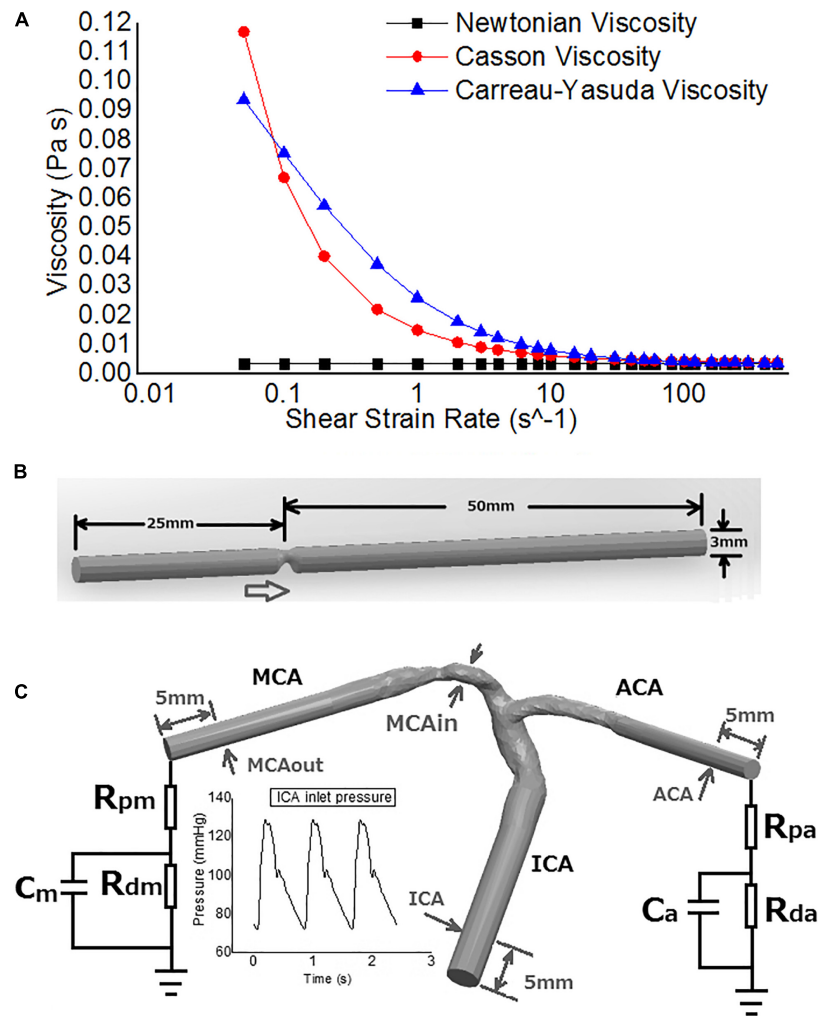 A
0.12
0.11
0.10
0.09
0.08
0.07
0.06
0.05
0.04
0.03
0.02
0.01
0.00
Viscosity (Pa s)
Newtonian Viscosity
Casson Viscosity
Carreau-Yasuda Viscosity
0.01 0.1 1 10 100
Shear Strain Rate (s^-1)
B
25mm
50mm
3mm
C
5mm
MCA
MCAin
ACA
5mm
MCAout
ACA
Rpm
Cm
Rdm
ICA inlet pressure
140
120
100
80
60
Pressure (mmHg)
0 1 2 3
Time (s)
ICA
ICA
5mm
Rpa
Ca
Rda